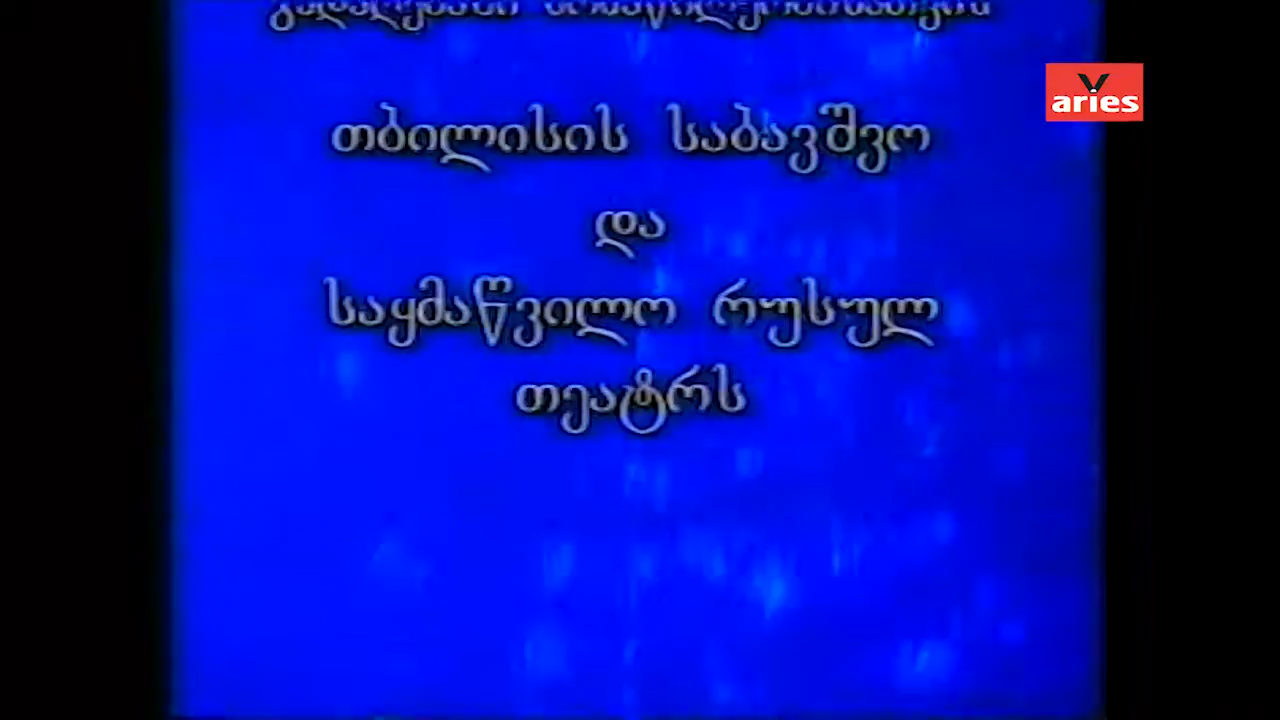 aries
თბილისის საბავშვო
და
საყმაწვილო რუსულ
თეატრს